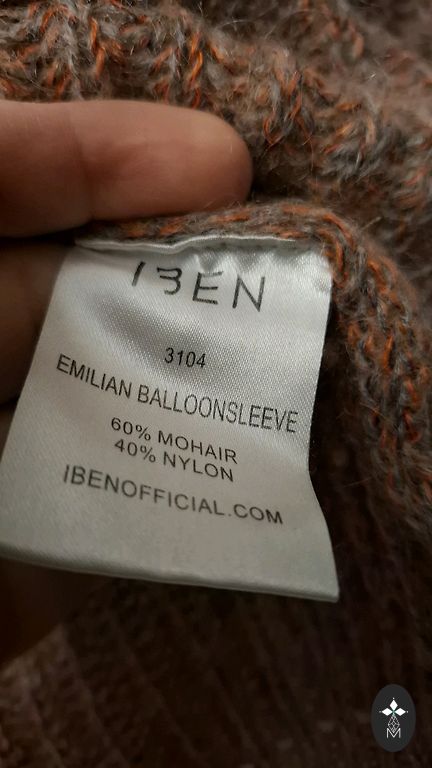 IBEN
3104
EMILIAN BALLOONSLEEVE
60% MOHAIR
40% NYLON
IBENOFFICIAL.COM
M